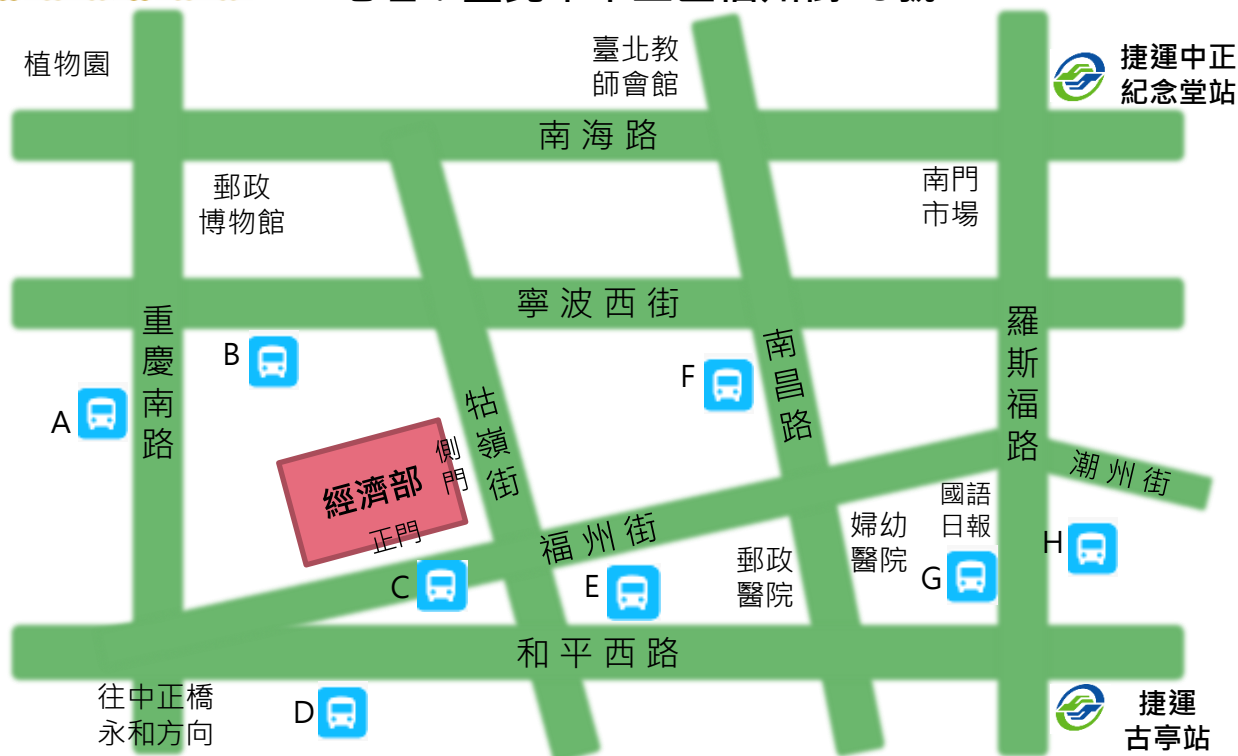 植物園
臺北教
師會館
捷運中正
紀念堂站
南海路
郵政
博物館
南門
市場
寧波西街
重慶南路
羅斯福路
B
南昌路
F
A
牯嶺街
側門
經濟部
正門
潮州街
國語
日報
福州街
婦幼
醫院
H
郵政
醫院
G
C
E
和平西路
往中正橋
永和方向
D
捷運
古亭站